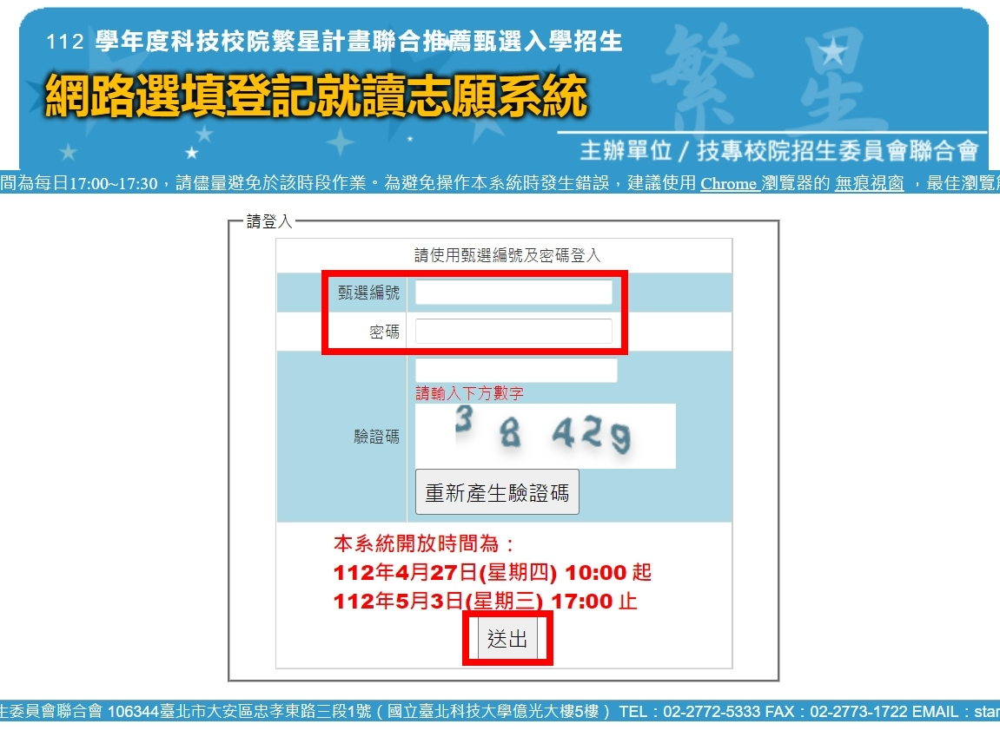 112 學年度科技校院繁星計畫聯合推薦甄選入學招生
繁星
網路選填登記就讀志願系統
主辦單位 / 技專校院招生委員會聯合會
間為每日17:00~17:30，請儘量避免於該時段作業。為避免操作本系統時發生錯誤，建議使用 Chrome 瀏覽器的 無痕視窗 ，最佳瀏覽
請登入
請使用甄選編號及密碼登入
甄選編號
密碼
請輸入下方數字
3 8 429
驗證碼
重新產生驗證碼
本系統開放時間為：
112年4月27日(星期四) 10:00 起
112年5月3日(星期三) 17:00 止
送出
生委員會聯合會 106344臺北市大安區忠孝東路三段1號（國立臺北科技大學億光大樓5樓） TEL：02-2772-5333 FAX：02-2773-1722 EMAIL：star